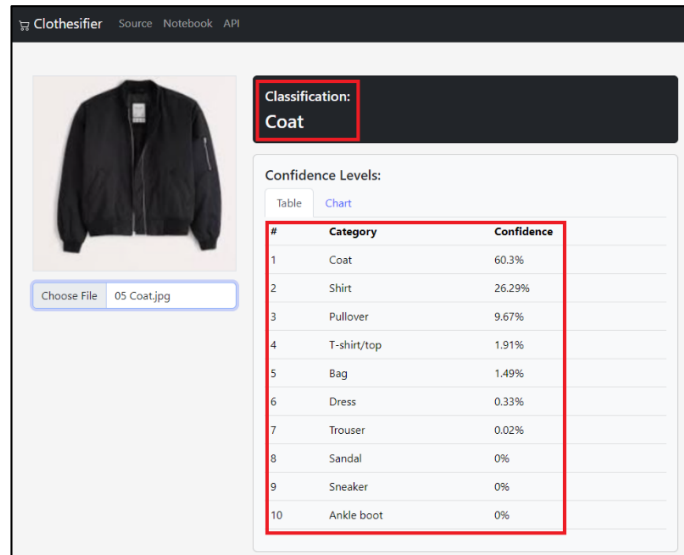 Clothesifier Source Notebook API
Classification:
Coat
Choose File 05 Coat.jpg
Confidence Levels:
Table Chart
# Category Confidence
1 Coat 60.3%
2 Shirt 26.29%
3 Pullover 9.67%
4 T-shirt/top 1.91%
5 Bag 1.49%
6 Dress 0.33%
7 Trouser 0.02%
8 Sandal 0%
9 Sneaker 0%
10 Ankle boot 0%